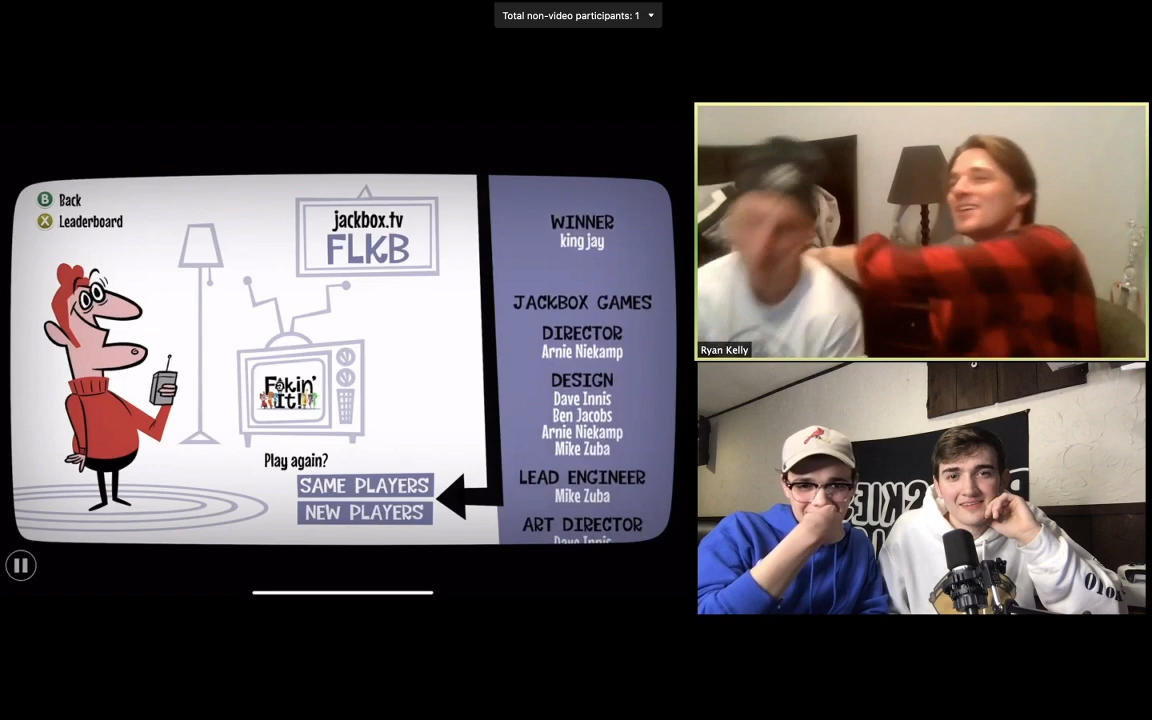 Total non-video participants: 1
B Back
X Leaderboard
jackbox.tv
FLKB
Fakin'
It!
Play again?
SAME PLAYERS
NEW PLAYERS
WINNER
king jay
JACKBOX GAMES
DIRECTOR
Arnie Niekamp
DESIGN
Dave Innis
Ben Jacobs
Arnie Niekamp
Mike Zuba
LEAD ENGINEER
Mike Zuba
ART DIRECTOR
Dave Innis
Ryan Kelly